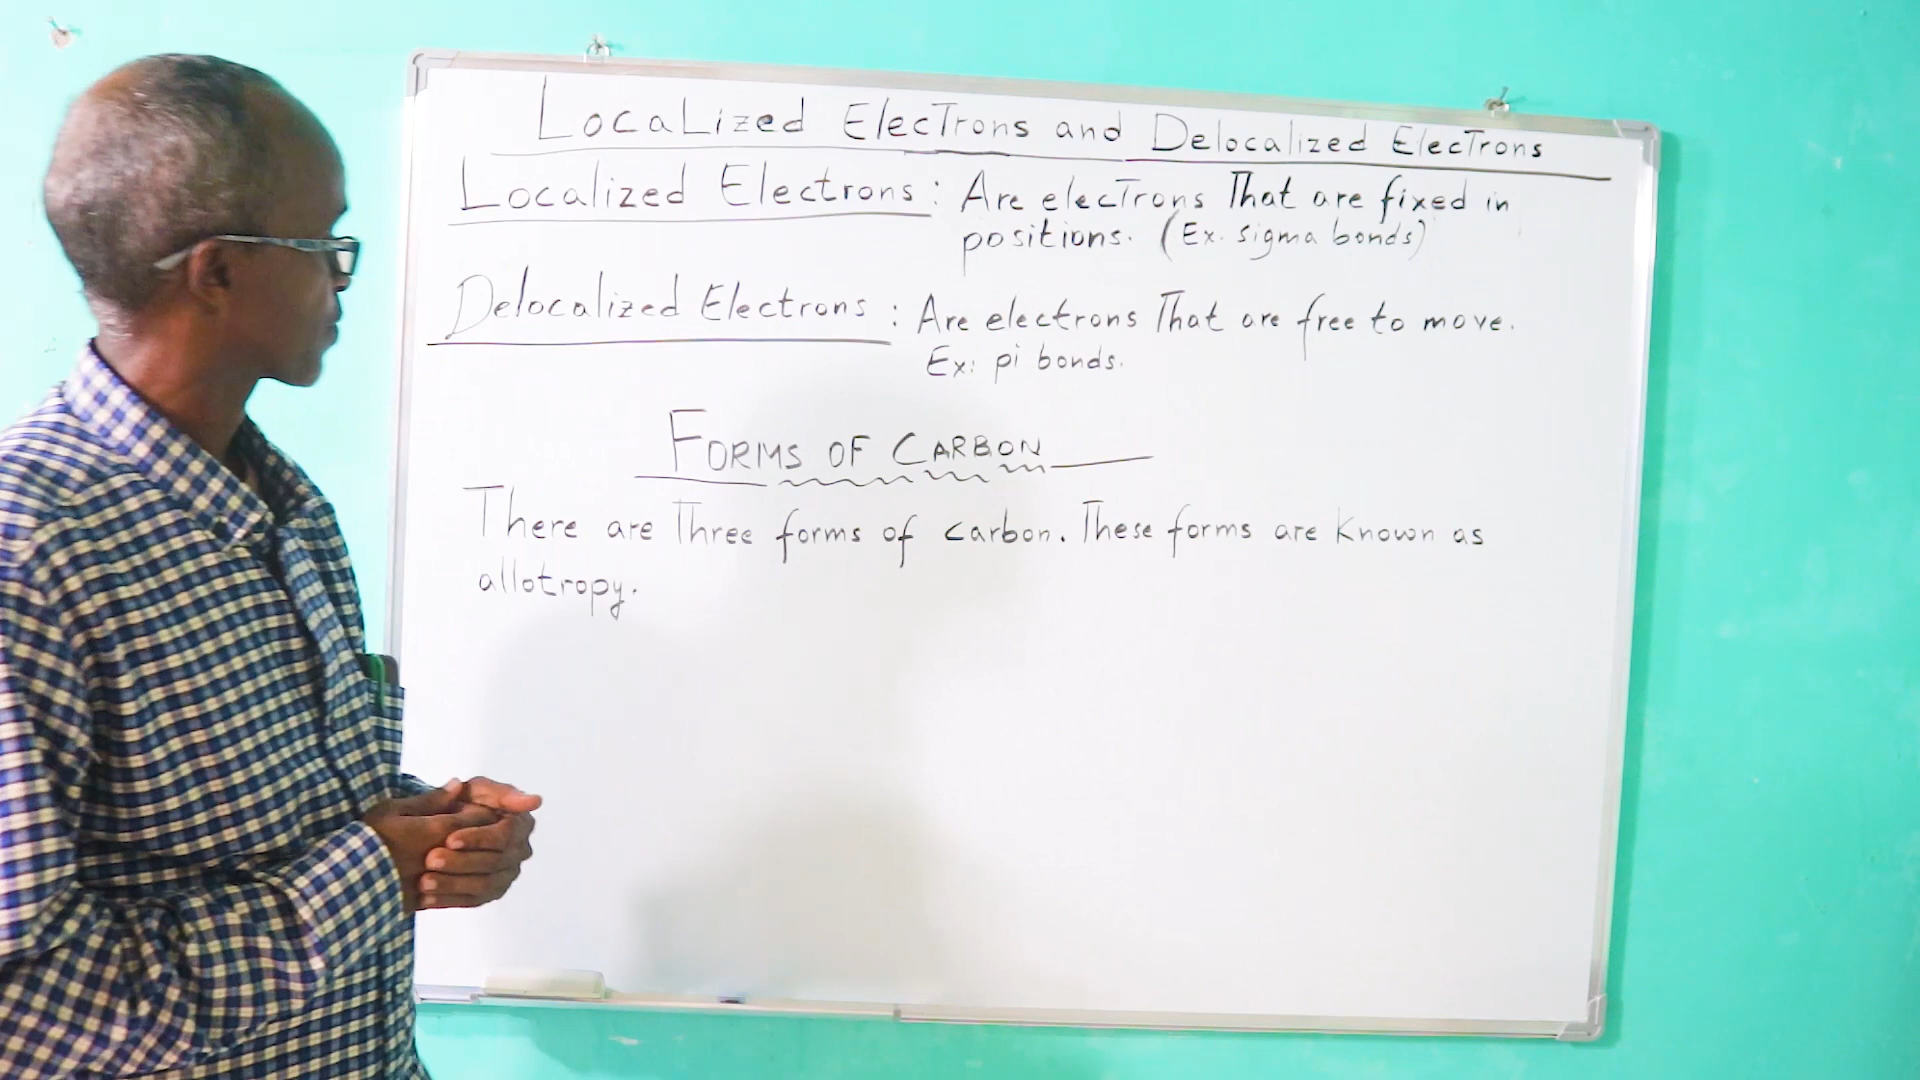 Localized Electrons and Delocalized Electrons
Localized Electrons: Are electrons That are fixed in
positions. (Ex. sigma bonds)
Delocalized Electrons: Are electrons That are free to move.
Ex: pi bonds.
FORMS OF CARBON
There are Three forms of carbon. These forms are known as
allotropy.